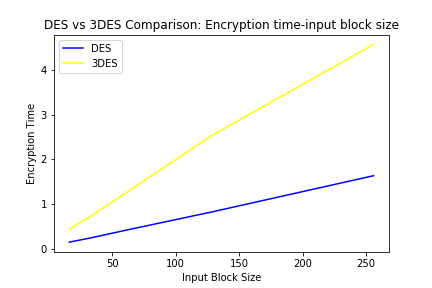 DES vs 3DES Comparison: Encryption time-input block size
DES
3DES
Encryption Time
4
3
2
1
0
50 100 150 200 250
Input Block Size